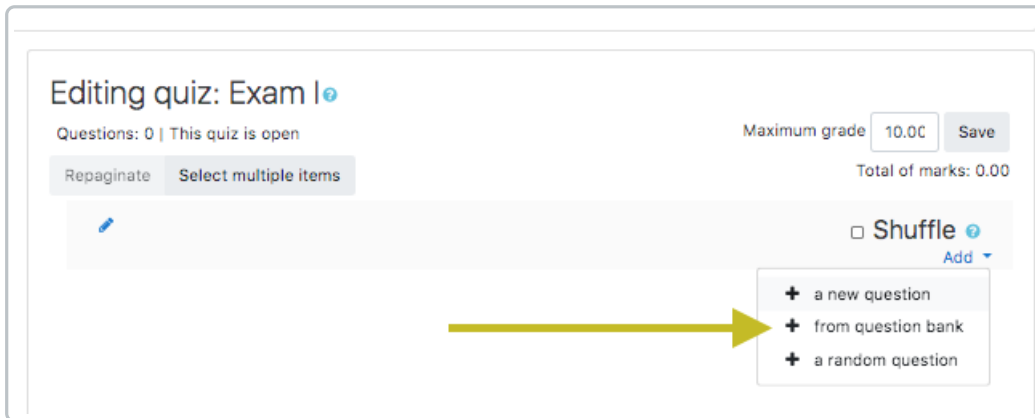 Editing quiz: Exam I
Questions: 0 | This quiz is open
Maximum grade 10.00 Save
Repaginate Select multiple items
Total of marks: 0.00
Shuffle
Add
a new question
from question bank
a random question